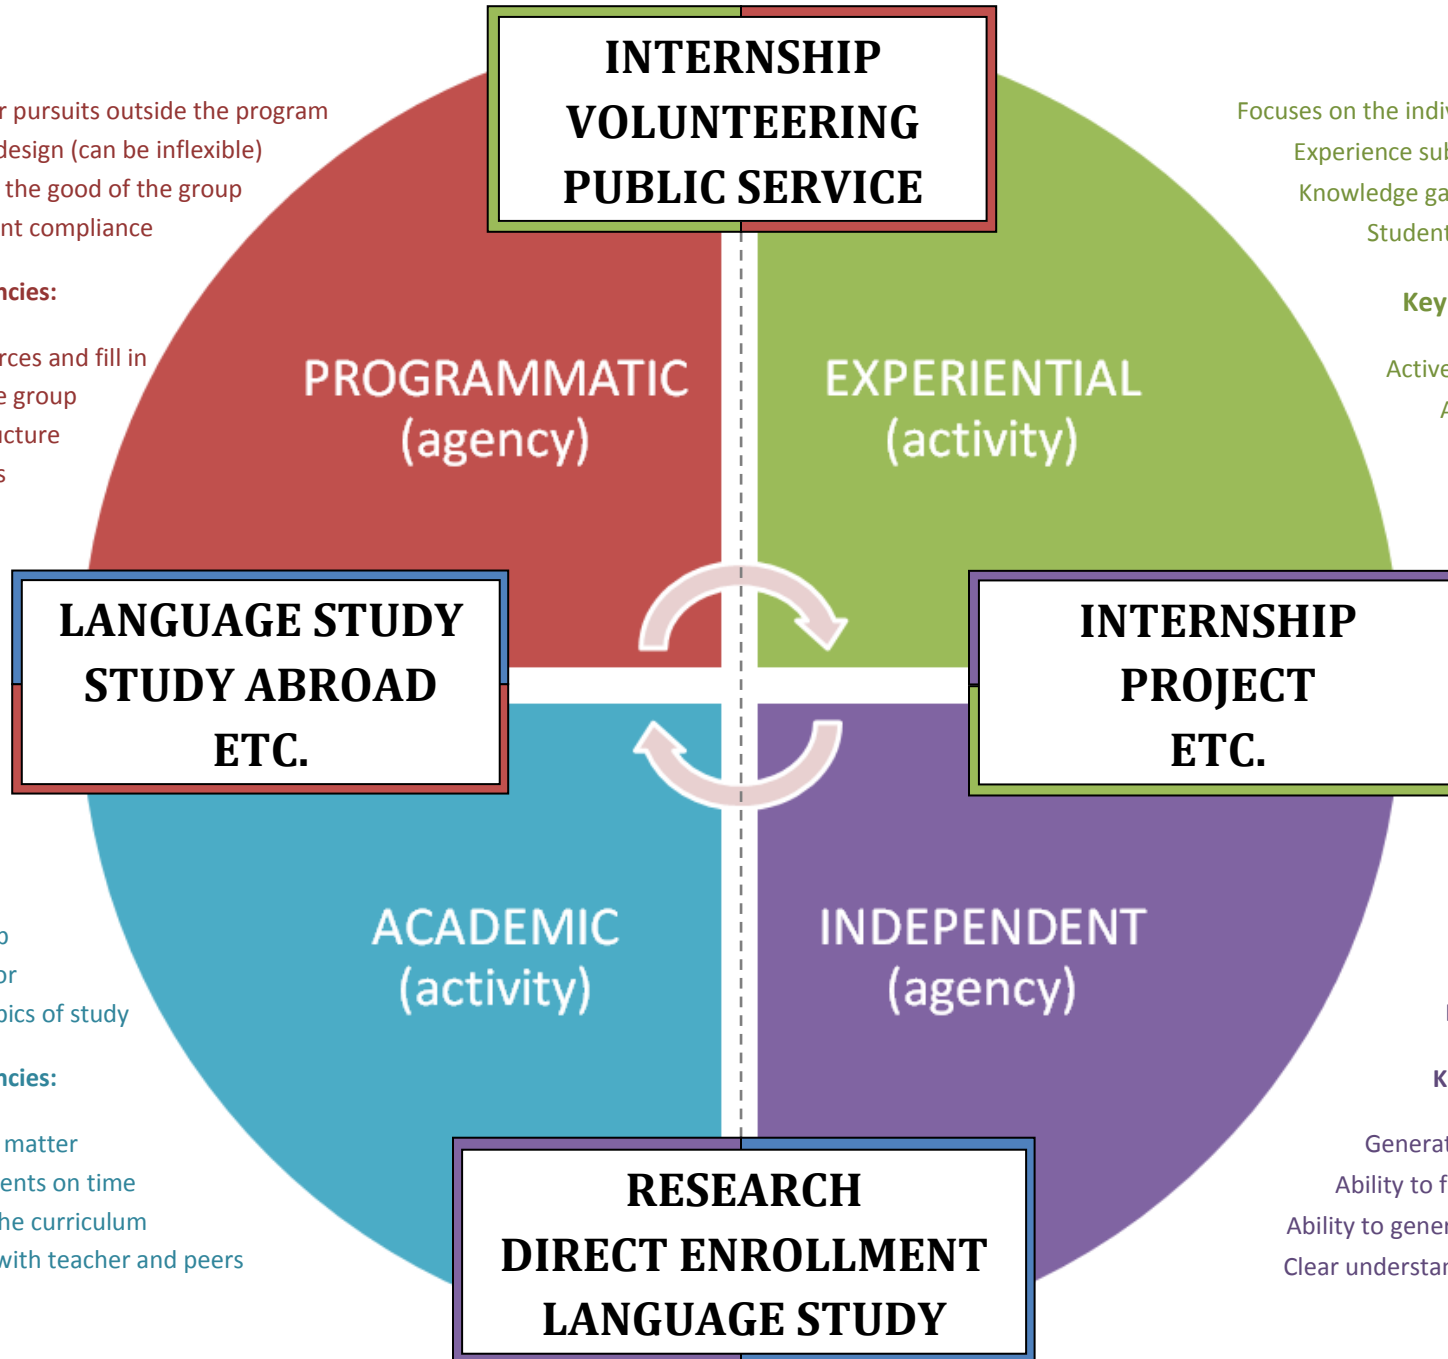 INTERNSHIP
VOLUNTEERING
PUBLIC SERVICE
r pursuits outside the program
design (can be inflexible)
the good of the group
nt compliance
ncies:
rces and fill in
e group
ucture
s
Focuses on the indiv
Experience sub
Knowledge ga
Student
Key
Active
A
PROGRAMMATIC
(agency)
EXPERIENTIAL
(activity)
LANGUAGE STUDY
STUDY ABROAD
ETC.
INTERNSHIP
PROJECT
ETC.
ACADEMIC
(activity)
INDEPENDENT
(agency)
p
or
pics of study
ncies:
matter
ents on time
he curriculum
with teacher and peers
K
Generat
Ability to f
Ability to gener
Clear understan
RESEARCH
DIRECT ENROLLMENT
LANGUAGE STUDY